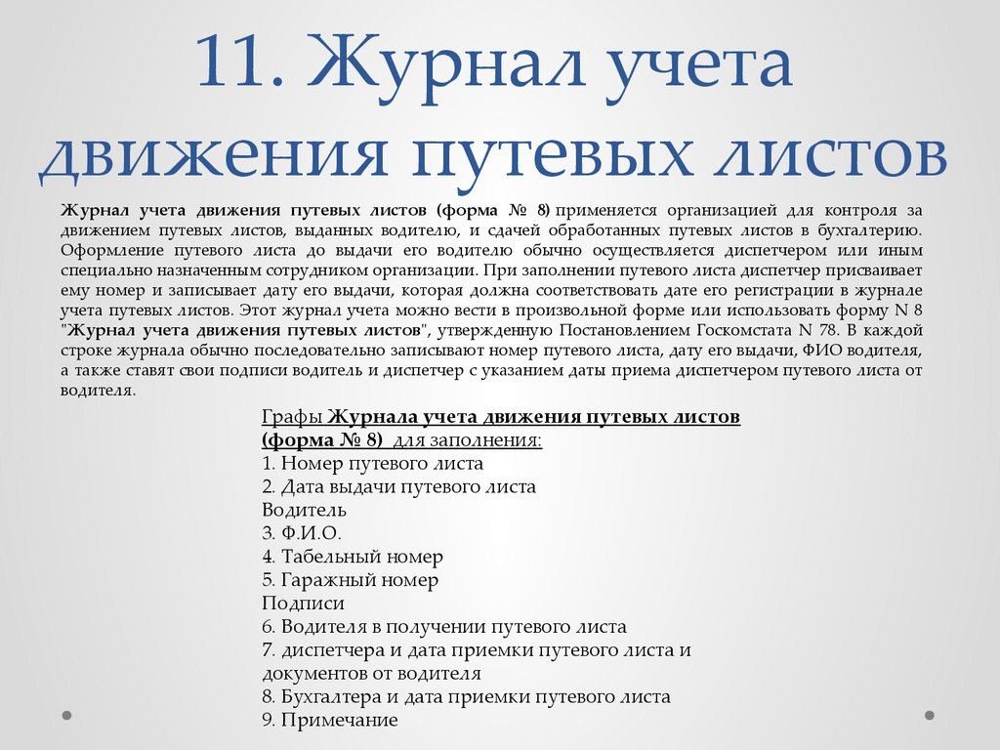 11. Журнал учета
движения путевых листов
Журнал учета движения путевых листов (форма № 8) применяется организацией для контроля за
движением путевых листов, выданных водителю, и сдачей обработанных путевых листов в бухгалтерию.
Оформление путевого листа до выдачи его водителю обычно осуществляется диспетчером или иным
специально назначенным сотрудником организации. При заполнении путевого листа диспетчер присваивает
ему номер и записывает дату его выдачи, которая должна соответствовать дате его регистрации в журнале
учета путевых листов. Этот журнал учета можно вести в произвольной форме или использовать форму N 8
"Журнал учета движения путевых листов", утвержденную Постановлением Госкомстата N 78. В каждой
строке журнала обычно последовательно записывают номер путевого листа, дату его выдачи, ФИО водителя,
а также ставят свои подписи водитель и диспетчер с указанием даты приема диспетчером путевого листа от
водителя.
Графы Журнала учета движения путевых листов
(форма № 8) для заполнения:
1. Номер путевого листа
2. Дата выдачи путевого листа
Водитель
3. Ф.И.О.
4. Табельный номер
5. Гаражный номер
Подписи
6. Водителя в получении путевого листа
7. диспетчера и дата приемки путевого листа и
документов от водителя
8. Бухгалтера и дата приемки путевого листа
9. Примечание